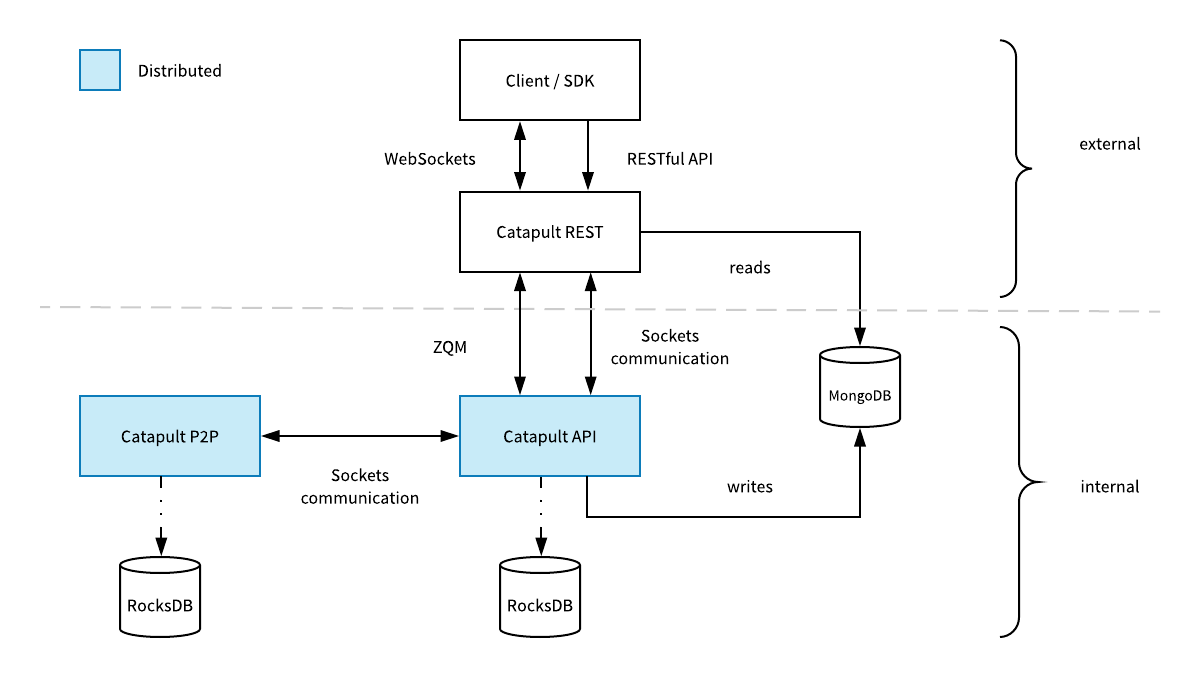 Distributed
Client / SDK
WebSockets
RESTful API
external
Catapult REST
reads
ZQM
Sockets
communication
MongoDB
Catapult P2P
Catapult API
Sockets
communication
writes
internal
RocksDB
RocksDB